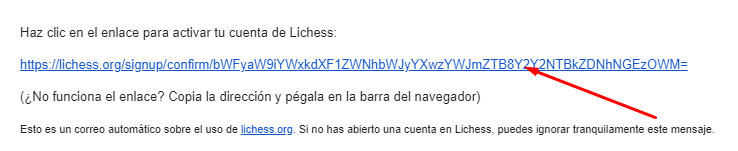 Haz clic en el enlace para activar tu cuenta de Lichess:
https://lichess.org/signup/confirm/bWFyaW9iYWxkdXF1ZWNhbWJyYXwzYWJmZTB8Y2Y2NTBkZDNhNGEzOWM=
(¿No funciona el enlace? Copia la dirección y pégala en la barra del navegador)
Esto es un correo automático sobre el uso de lichess.org. Si no has abierto una cuenta en Lichess, puedes ignorar tranquilamente este mensaje.